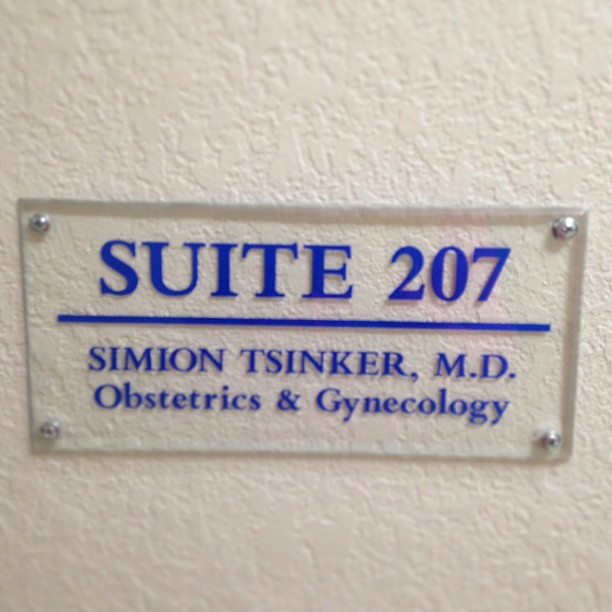 SUITE 207
SIMION TSINKER, M.D.
Obstetrics & Gynecology